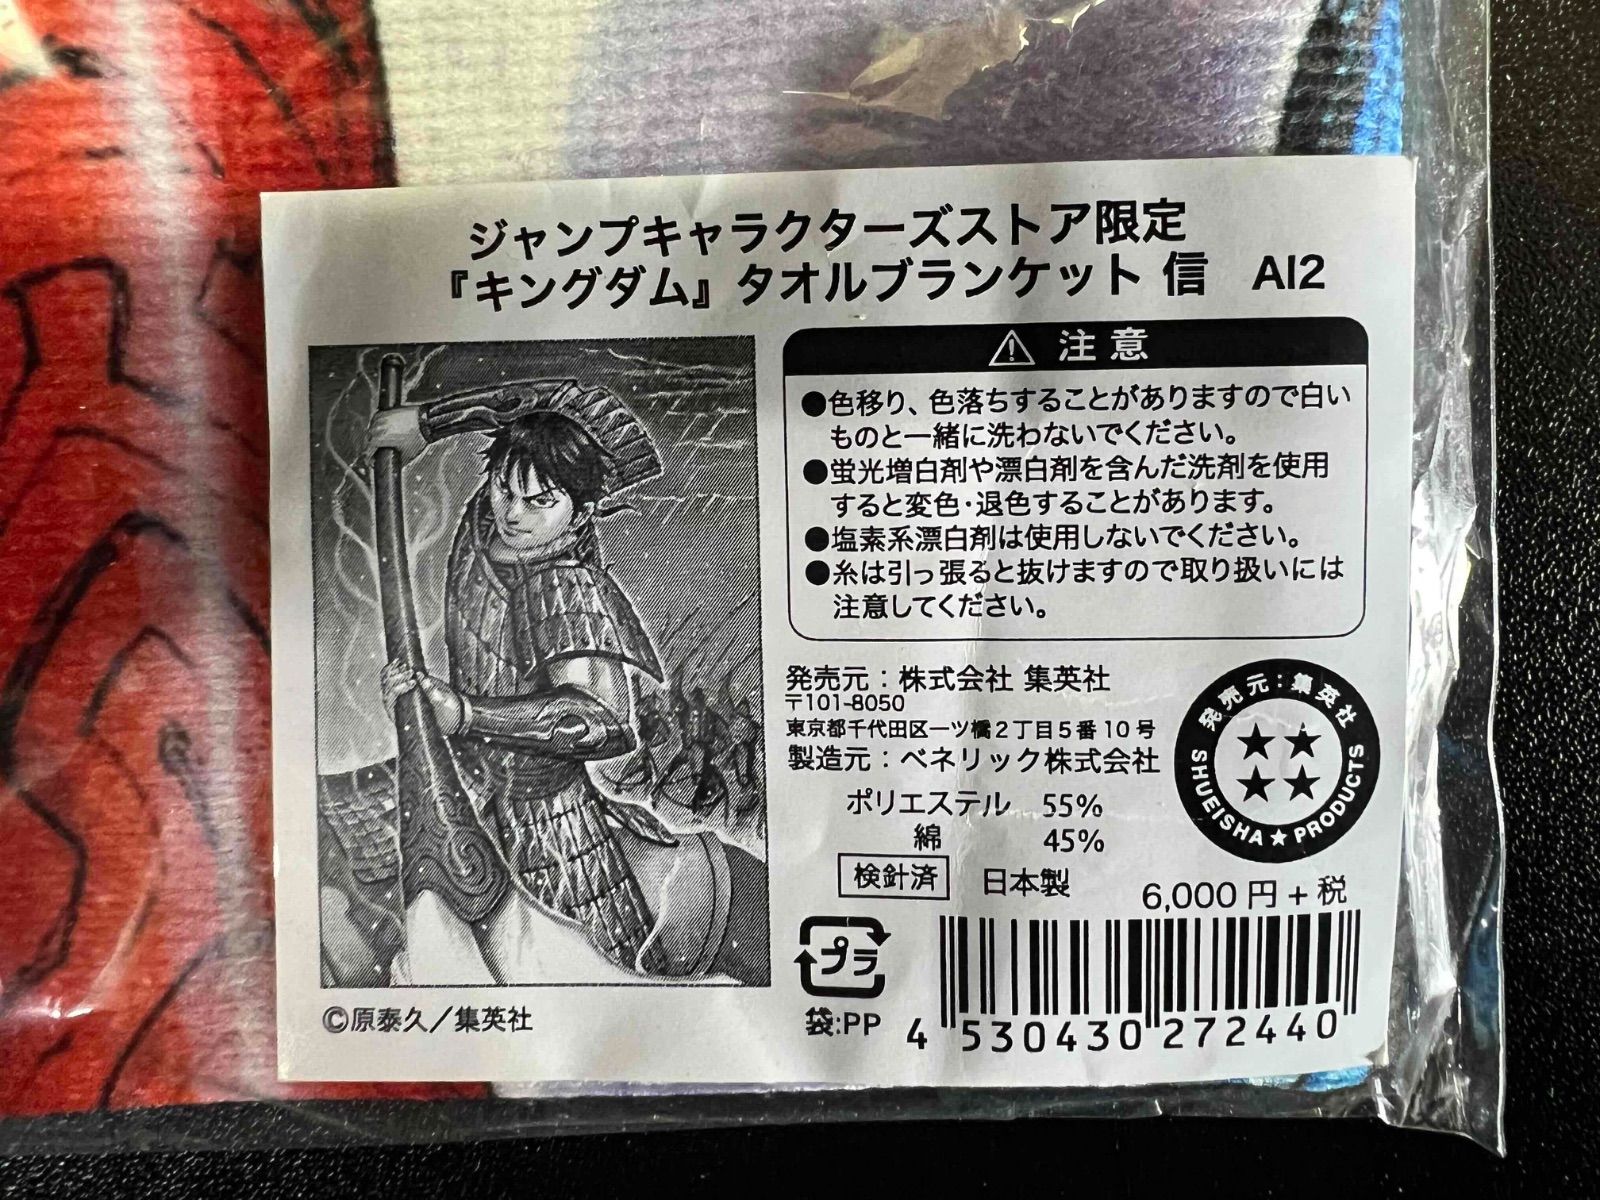 ジャンプキャラクターズストア限定
『キングダム』タオルブランケット 信 AI2
注意
●色移り、色落ちすることがありますので白い
ものと一緒に洗わないでください。
●蛍光増白剤や漂白剤を含んだ洗剤を使用
すると変色・退色することがあります。
●塩素系漂白剤は使用しないでください。
●糸は引っ張ると抜けますので取り扱いには
注意してください。
発売元：株式会社 集英社
〒101-8050
東京都千代田区一ツ橋2丁目5番10号
製造元：ベネリック株式会社
ポリエステル 55%
綿 45%
検針済 日本製 6,000円+税
発売元：集英社
SHUEISHA★PRODUCTS
プラ
袋:PP
4 530430 272440
©原泰久／集英社